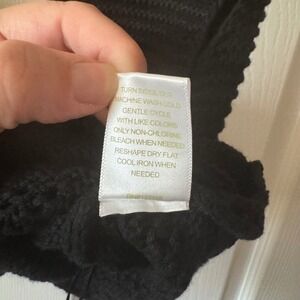 TURN INSIDE OUT
MACHINE WASH COLD
GENTLE CYCLE
WITH LIKE COLORS
ONLY NON-CHLORINE
BLEACH WHEN NEEDED
RESHAPE DRY FLAT
COOL IRON WHEN
NEEDED